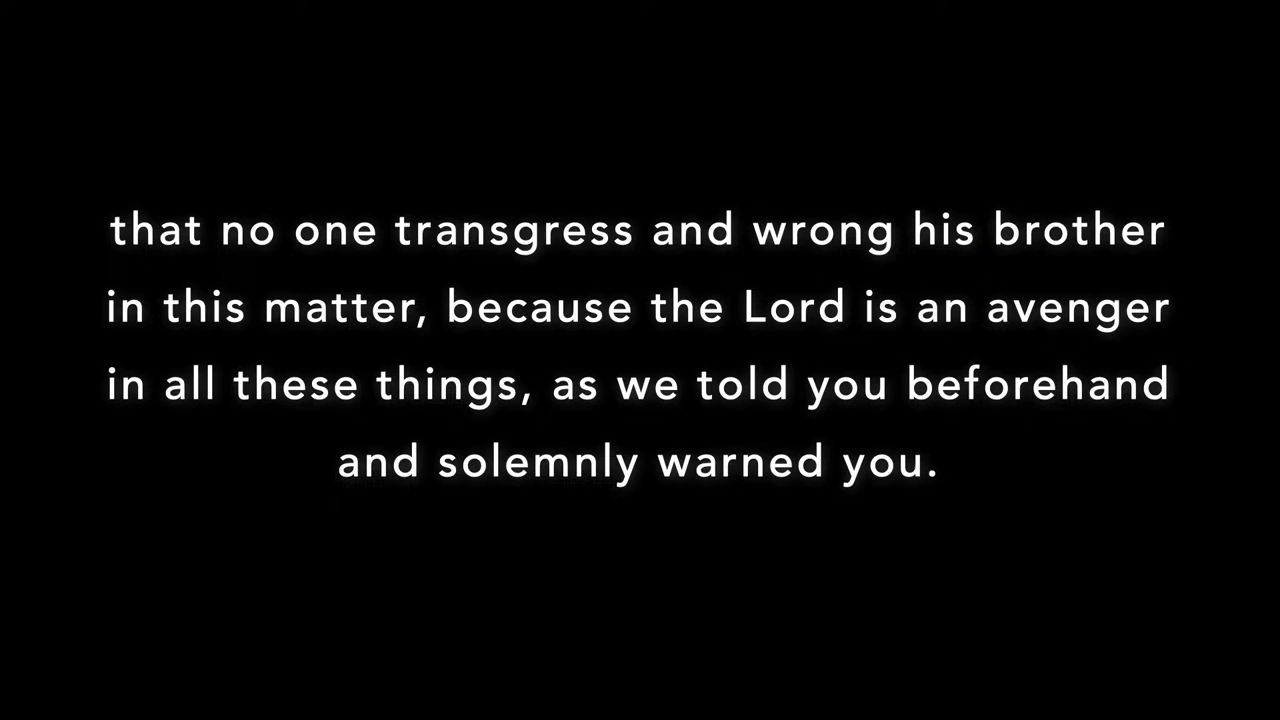 that no one transgress and wrong his brother
in this matter, because the Lord is an avenger
in all these things, as we told you beforehand
and solemnly warned you.